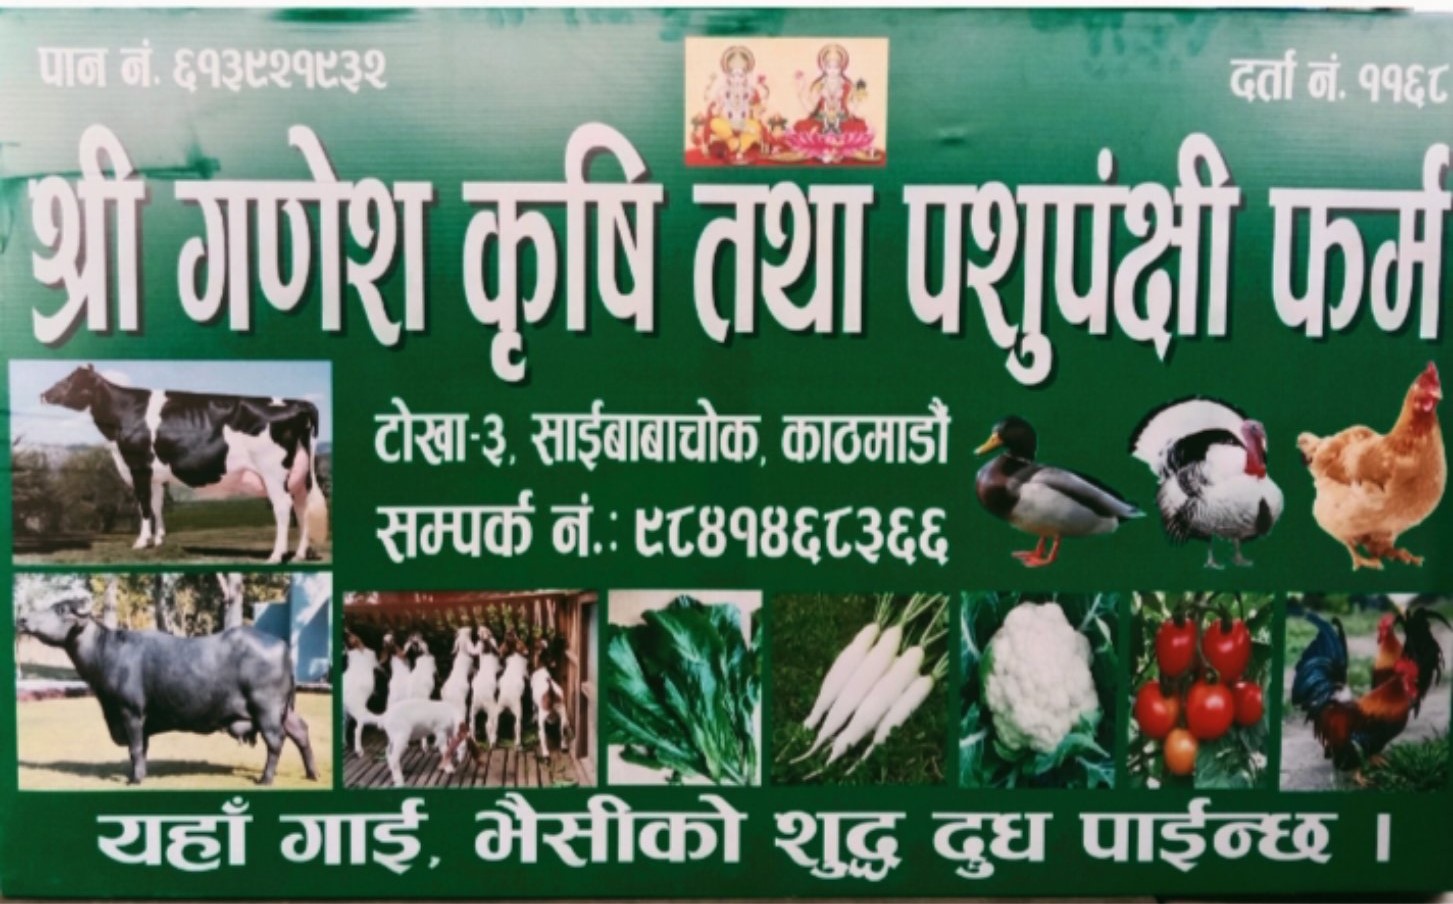 पान नं. ६१३९२१९३२
दर्ता नं. ११६८
श्री गणेश कृषि तथा पशुपंक्षी फर्म
टोखा-३, साईबाबाचोक, काठमाडौं
सम्पर्क नं.: ९८४१४६८३६६
यहाँ गाई, भैसीको शुद्ध दुध पाईन्छ ।